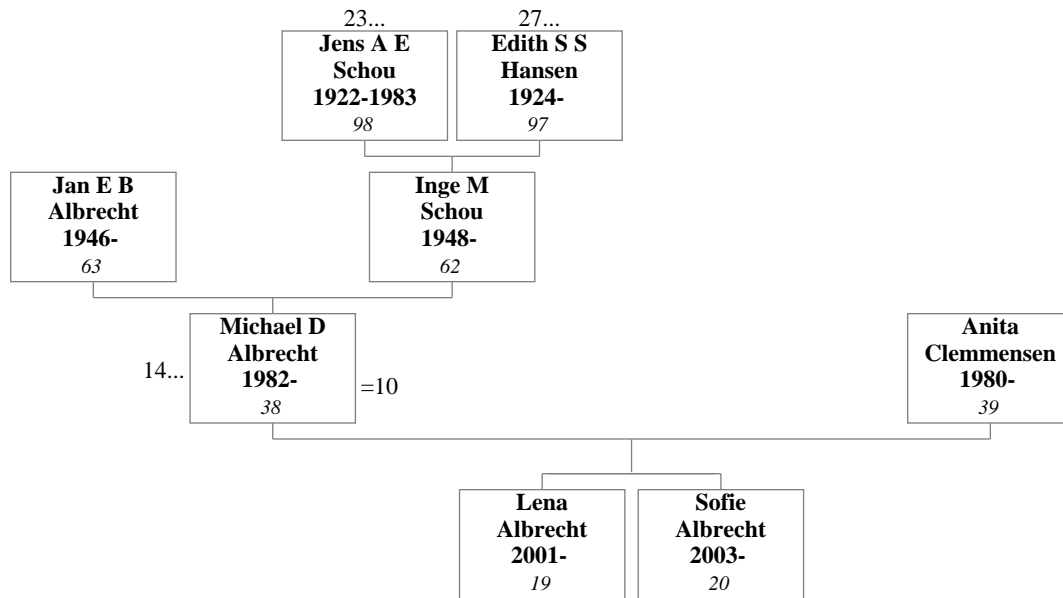 23...
27...
Jens A E
Schou
1922-1983
98
Edith S S
Hansen
1924-
97
Jan E B
Albrecht
1946-
63
Inge M
Schou
1948-
62
14...
Michael D
Albrecht
1982-
38
=10
Anita
Clemmensen
1980-
39
Lena
Albrecht
2001-
19
Sofie
Albrecht
2003-
20